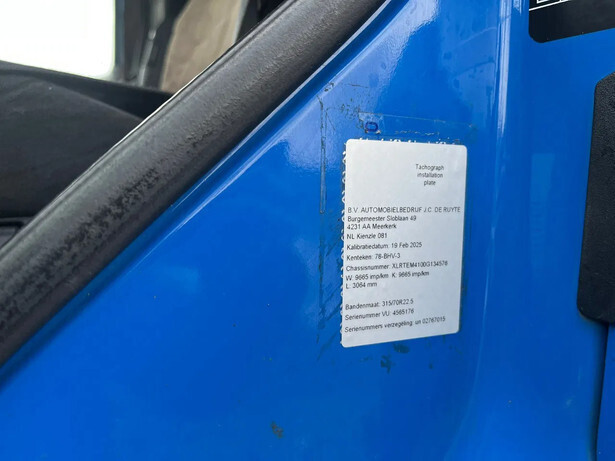 Tachograph
installation
plate
B.V. AUTOMOBIELBEDRIJF J.C. DE RUYTE
Burgemeester Sloblaan 49
4231 AA Meerkerk
NL Kienzle 081
Kalibratiedatum: 19 Feb 2025
Kenteken: 78-BHV-3
Chassisnummer: XLRTEM4100G134576
W: 9665 imp/km K: 9665 imp/km
L: 3064 mm
Bandenmaat: 315/70R22.5
Serienummer VU: 4565176
Serienummers verzegeling: un 02767015